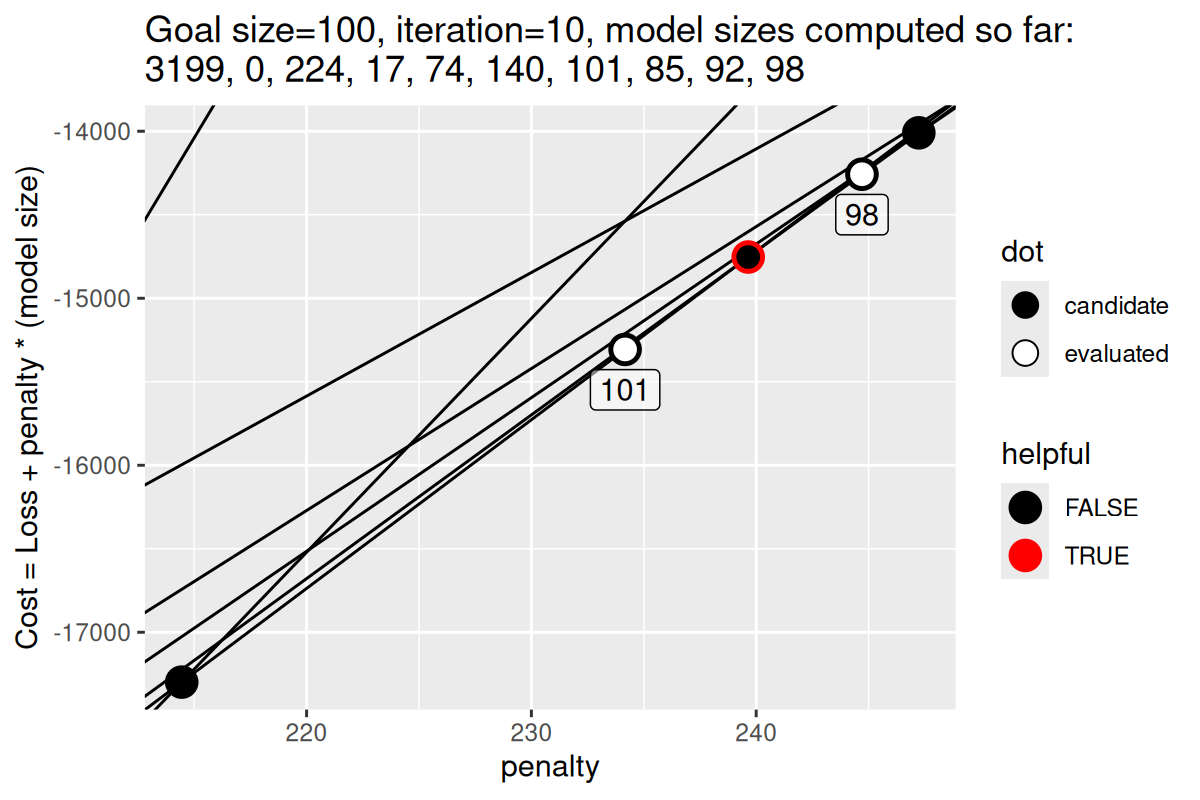 Goal size=100, iteration=10, model sizes computed so far:
3199, 0, 224, 17, 74, 140, 101, 85, 92, 98
Cost = Loss + penalty * (model size)
-14000
-15000
-16000
-17000
98
101
220
230
240
penalty
dot
candidate
evaluated
helpful
FALSE
TRUE